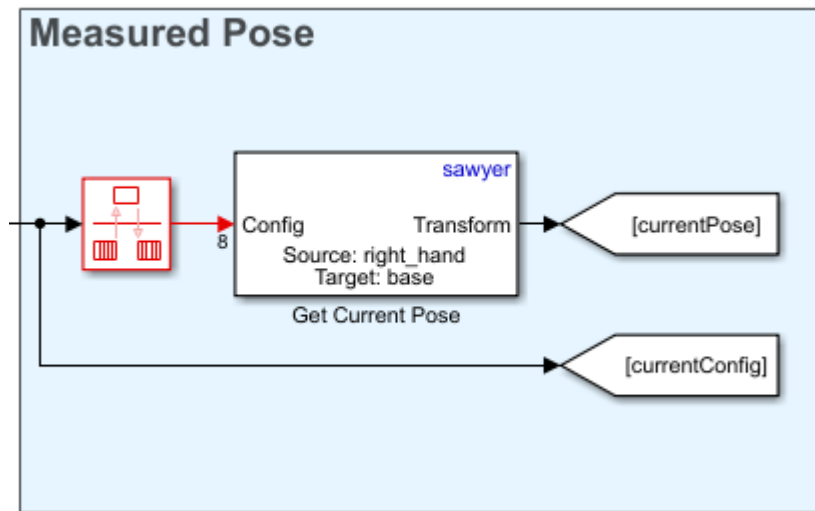 Measured Pose
sawyer
Config
Transform
8
Source: right_hand
Target: base
Get Current Pose
[currentPose]
[currentConfig]